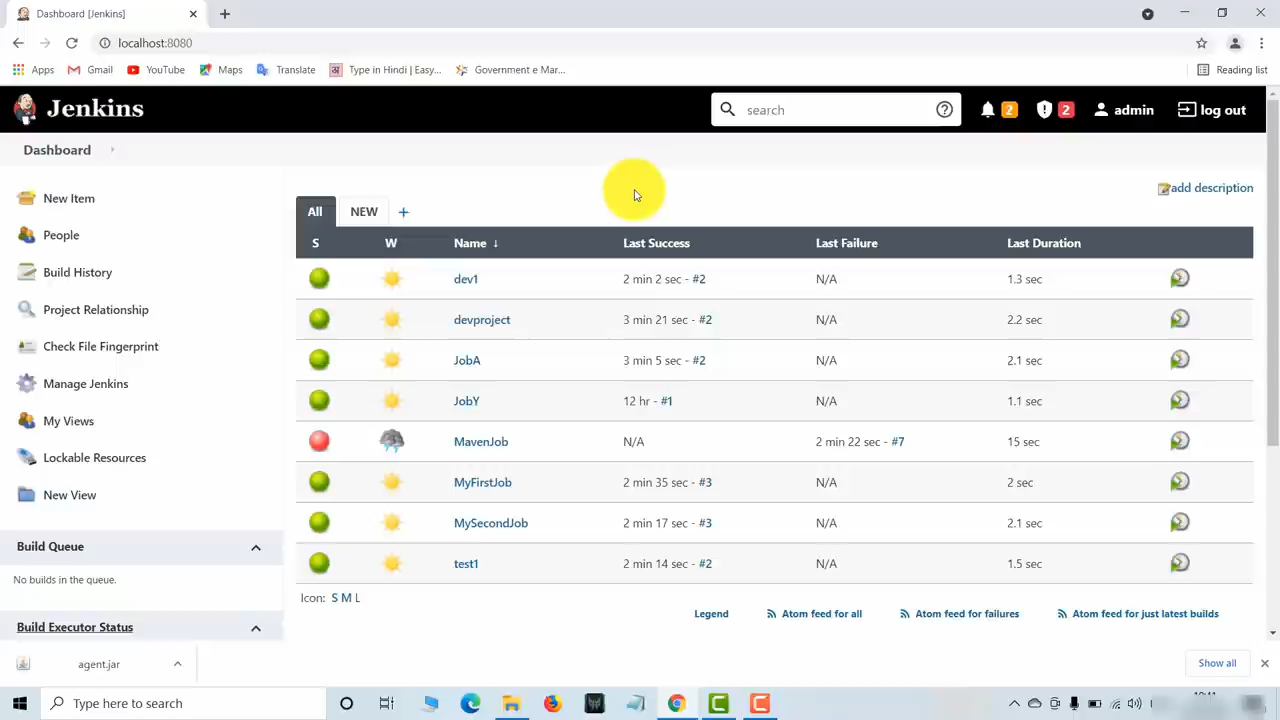 Dashboard [Jenkins]
localhost:8080
Apps Gmail YouTube Maps Translate Type in Hindi | Easy... Government e Mar... Reading list
Jenkins search 2 2 admin log out
Dashboard
add description
New Item
People
Build History
Project Relationship
Check File Fingerprint
Manage Jenkins
My Views
Lockable Resources
New View
Build Queue
No builds in the queue.
Build Executor Status
All NEW +
S W Name ↓ Last Success Last Failure Last Duration
dev1 2 min 2 sec - #2 N/A 1.3 sec
devproject 3 min 21 sec - #2 N/A 2.2 sec
JobA 3 min 5 sec - #2 N/A 2.1 sec
JobY 12 hr - #1 N/A 1.1 sec
MavenJob N/A 2 min 22 sec - #7 15 sec
MyFirstJob 2 min 35 sec - #3 N/A 2 sec
MySecondJob 2 min 17 sec - #3 N/A 2.1 sec
test1 2 min 14 sec - #2 N/A 1.5 sec
Icon: S M L
Legend Atom feed for all Atom feed for failures Atom feed for just latest builds
agent.jar Show all
Type here to search